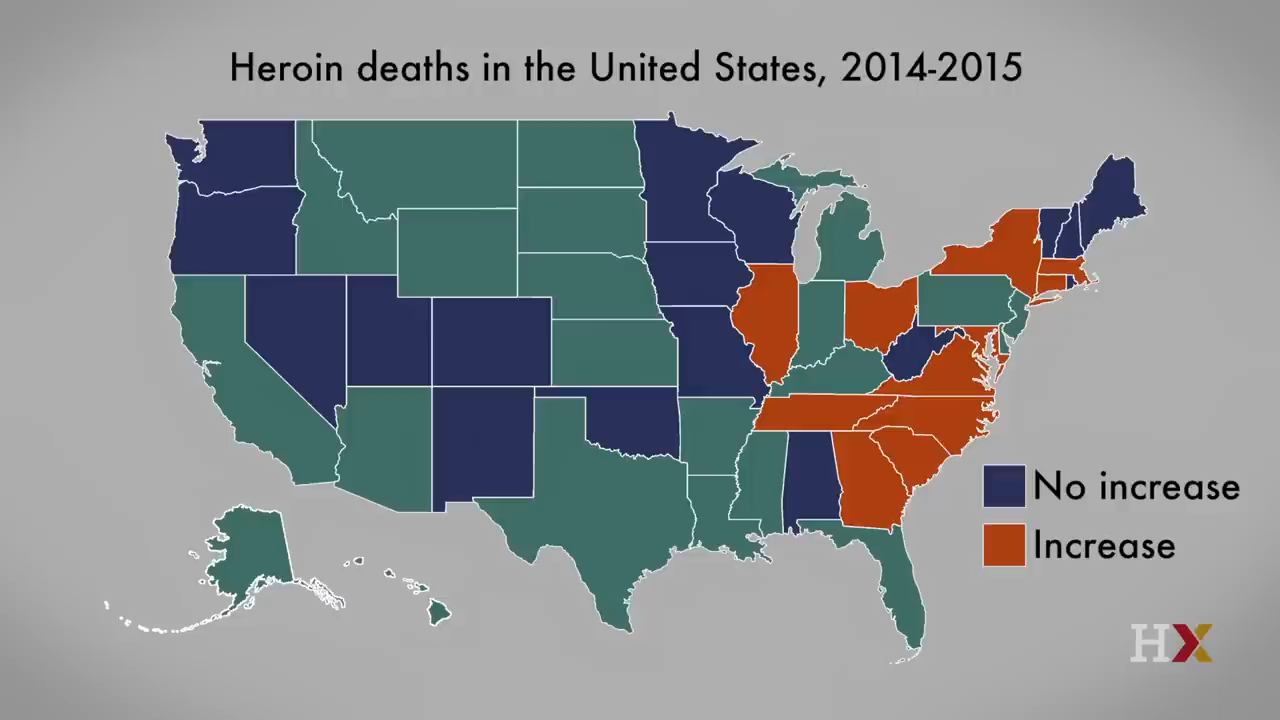 Heroin deaths in the United States, 2014-2015
No increase
Increase
HX